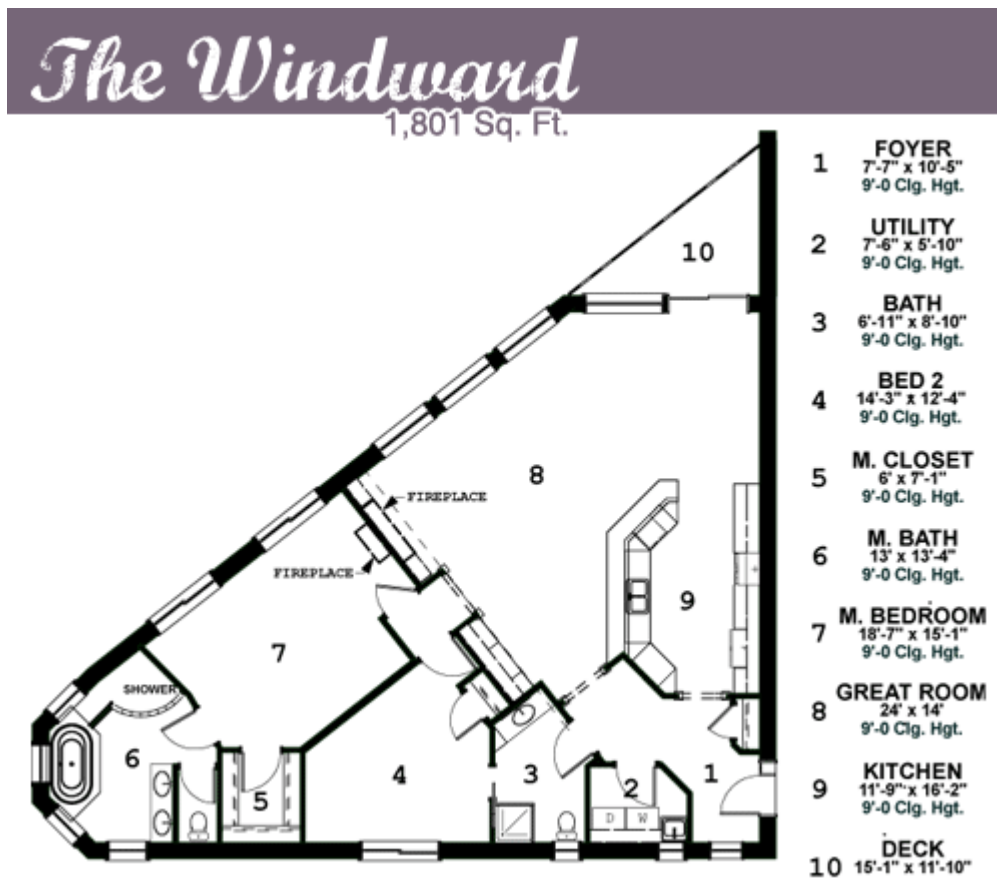 The Windward
1,801 Sq. Ft.
1 FOYER
7'-7" x 10'-5"
9'-0 Clg. Hgt.
2 UTILITY
7'-6" x 5'-10"
9'-0 Clg. Hgt.
3 BATH
6'-11" x 8'-10"
9'-0 Clg. Hgt.
4 BED 2
14'-3" x 12'-4"
9'-0 Clg. Hgt.
5 M. CLOSET
6' x 7'-1"
9'-0 Clg. Hgt.
6 M. BATH
13' x 13'-4"
9'-0 Clg. Hgt.
7 M. BEDROOM
18'-7" x 15'-1"
9'-0 Clg. Hgt.
8 GREAT ROOM
24' x 14'
9'-0 Clg. Hgt.
9 KITCHEN
11'-9" x 16'-2"
9'-0 Clg. Hgt.
10 DECK
15'-1" x 11'-10"
10
8
FIREPLACE
FIREPLACE
9
7
SHOWER
6
5
4
3
2
1
D W